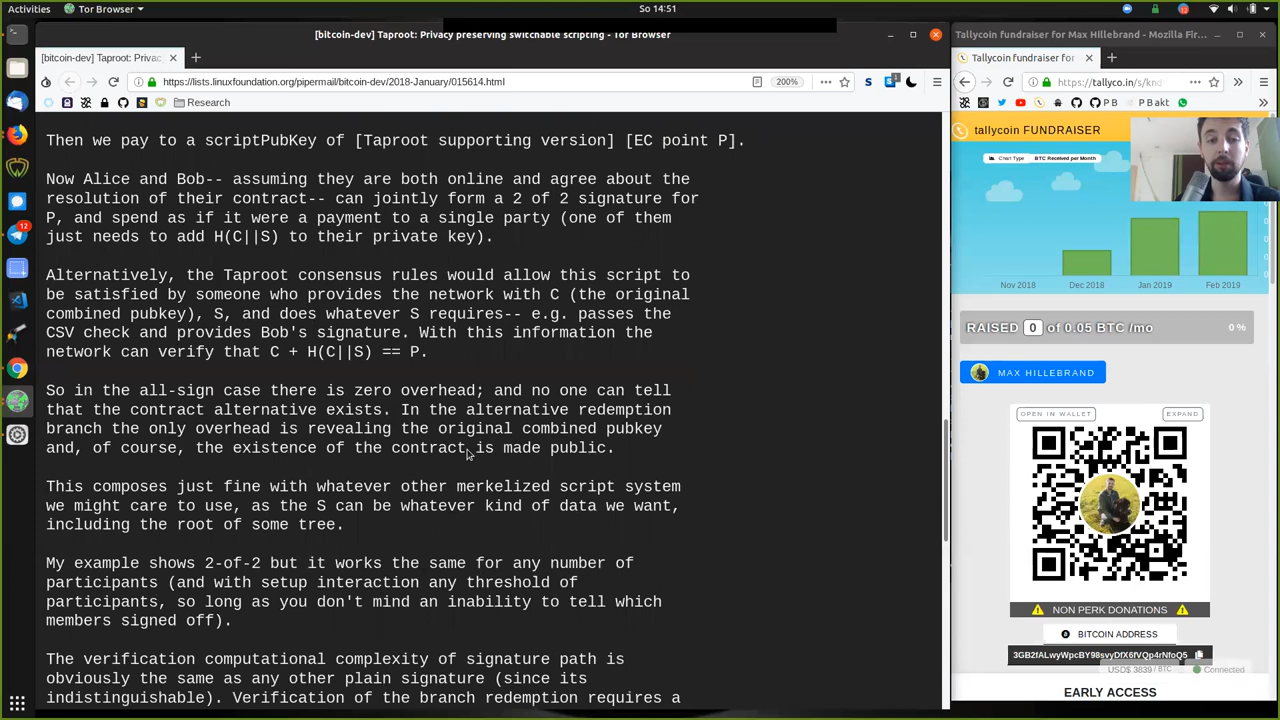 Activities
Tor Browser
So 14:51
[bitcoin-dev] Taproot: Privacy preserving switchable scripting - Tor Browser
[bitcoin-dev] Taproot: Privac
https://lists.linuxfoundation.org/pipermail/bitcoin-dev/2018-January/015614.html
200%
Research
Then we pay to a scriptPubKey of [Taproot supporting version] [EC point P].
Now Alice and Bob-- assuming they are both online and agree about the
resolution of their contract-- can jointly form a 2 of 2 signature for
P, and spend as if it were a payment to a single party (one of them
just needs to add H(C||S) to their private key).
Alternatively, the Taproot consensus rules would allow this script to
be satisfied by someone who provides the network with C (the original
combined pubkey), S, and does whatever S requires-- e.g. passes the
CSV check and provides Bob's signature. With this information the
network can verify that C + H(C||S) == P.
So in the all-sign case there is zero overhead; and no one can tell
that the contract alternative exists. In the alternative redemption
branch the only overhead is revealing the original combined pubkey
and, of course, the existence of the contract is made public.
This composes just fine with whatever other merkelized script system
we might care to use, as the S can be whatever kind of data we want,
including the root of some tree.
My example shows 2-of-2 but it works the same for any number of
participants (and with setup interaction any threshold of
participants, so long as you don't mind an inability to tell which
members signed off).
The verification computational complexity of signature path is
obviously the same as any other plain signature (since its
indistinguishable). Verification of the branch redemption requires a
Tallycoin fundraiser for Max Hillebrand - Mozilla Fir...
Tallycoin fundraiser for
https://tallyco.in/s/knd
P B
P B akt
tallycoin FUNDRAISER
Chart Type
BTC Received per Month
Nov 2018
Dec 2018
Jan 2019
Feb 2019
RAISED 0 of 0.05 BTC /mo
0 %
MAX HILLEBRAND
OPEN IN WALLET
EXPAND
NON PERK DONATIONS
BITCOIN ADDRESS
3GB2fALwyWpcBY98svyDfX6fVQp4rNfoQ5
USD$ 3839 / BTC
Connected
EARLY ACCESS